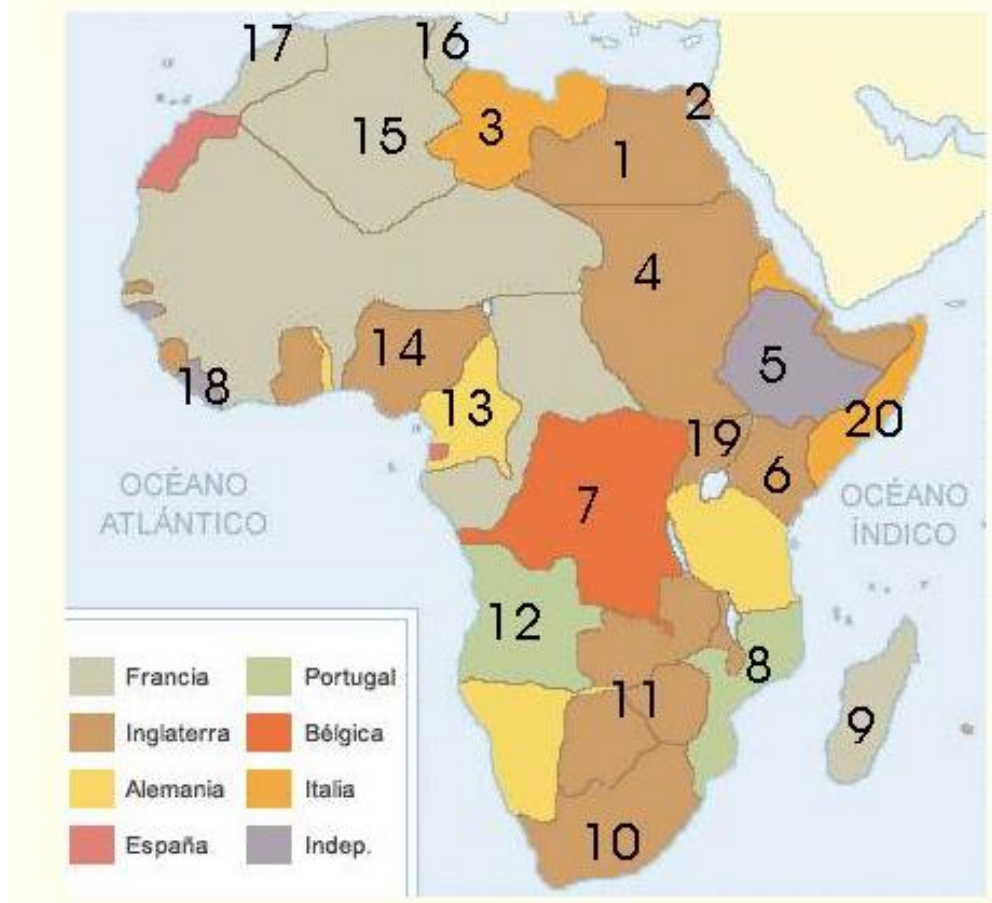 17
16
2
15
3
1
4
14
5
18
13
20
19
6
7
OCÉANO
ATLÁNTICO
OCÉANO
ÍNDICO
12
8
11
9
10
Francia
Portugal
Inglaterra
Bélgica
Alemania
Italia
España
Indep.